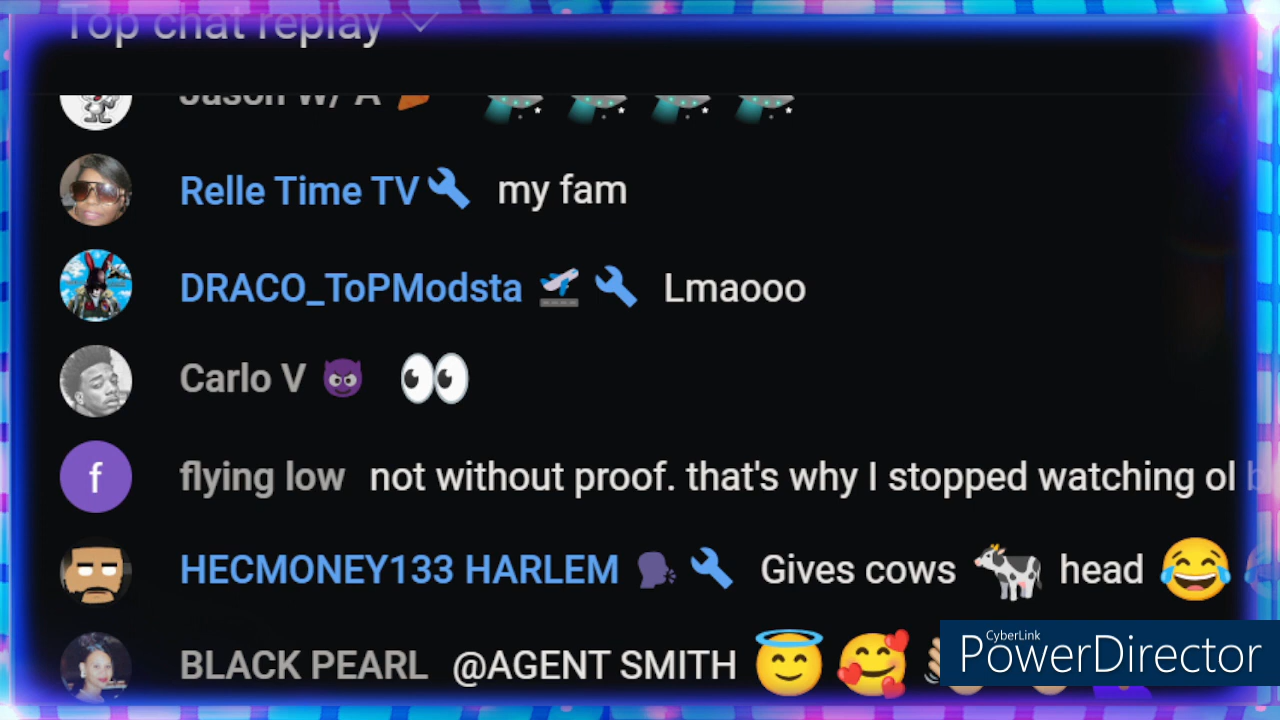 Top chat replay
Jason W/ A
Relle Time TV my fam
DRACO_ToPModsta Lmaooo
Carlo V
f flying low not without proof. that's why I stopped watching ol
HECMONEY133 HARLEM Gives cows head
BLACK PEARL @AGENT SMITH
CyberLink
PowerDirector